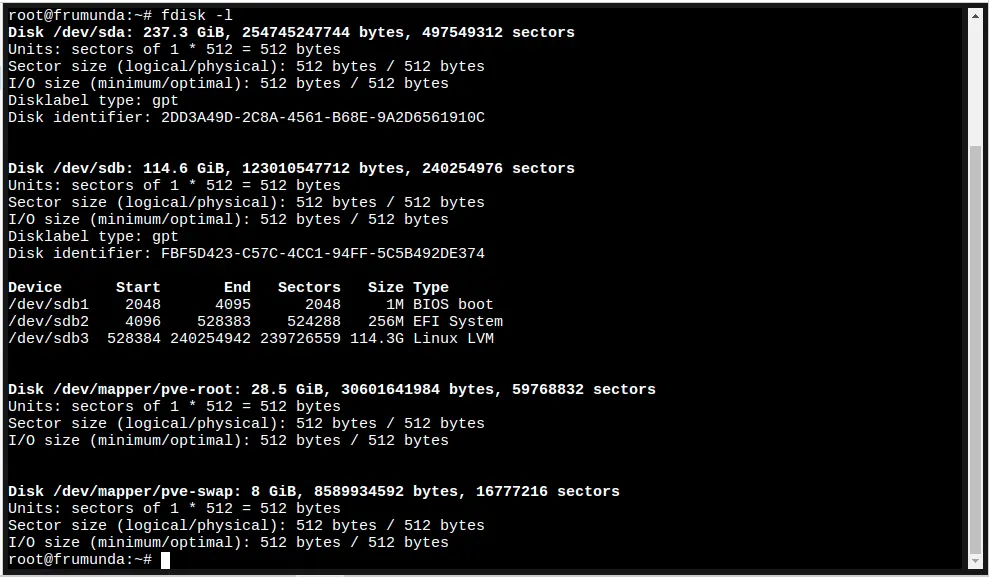 root@frumunda:~# fdisk -l
Disk /dev/sda: 237.3 GiB, 254745247744 bytes, 497549312 sectors
Units: sectors of 1 * 512 = 512 bytes
Sector size (logical/physical): 512 bytes / 512 bytes
I/O size (minimum/optimal): 512 bytes / 512 bytes
Disklabel type: gpt
Disk identifier: 2DD3A49D-2C8A-4561-B68E-9A2D6561910C
Disk /dev/sdb: 114.6 GiB, 123010547712 bytes, 240254976 sectors
Units: sectors of 1 * 512 = 512 bytes
Sector size (logical/physical): 512 bytes / 512 bytes
I/O size (minimum/optimal): 512 bytes / 512 bytes
Disklabel type: gpt
Disk identifier: FBF5D423-C57C-4CC1-94FF-5C5B492DE374
Device      Start       End   Sectors   Size Type
/dev/sdb1    2048      4095      2048     1M BIOS boot
/dev/sdb2    4096    528383    524288   256M EFI System
/dev/sdb3  528384 240254942 239726559 114.3G Linux LVM
Disk /dev/mapper/pve-root: 28.5 GiB, 30601641984 bytes, 59768832 sectors
Units: sectors of 1 * 512 = 512 bytes
Sector size (logical/physical): 512 bytes / 512 bytes
I/O size (minimum/optimal): 512 bytes / 512 bytes
Disk /dev/mapper/pve-swap: 8 GiB, 8589934592 bytes, 16777216 sectors
Units: sectors of 1 * 512 = 512 bytes
Sector size (logical/physical): 512 bytes / 512 bytes
I/O size (minimum/optimal): 512 bytes / 512 bytes
root@frumunda:~#